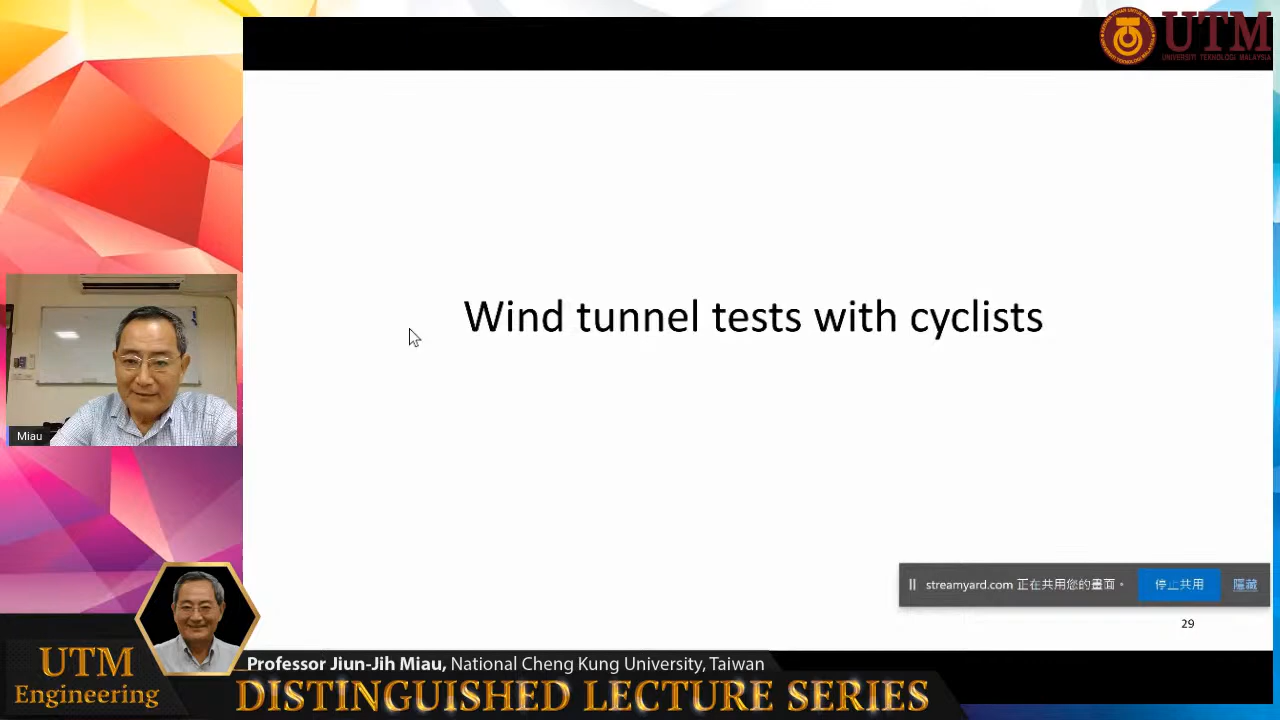 UTM
UNIVERSITI TEKNOLOGI MALAYSIA
Wind tunnel tests with cyclists
Miau
streamyard.com 正在共用您的畫面。
停止共用
隱藏
29
Professor Jiun-Jih Miau, National Cheng Kung University, Taiwan
UTM
Engineering
DISTINGUISHED LECTURE SERIES